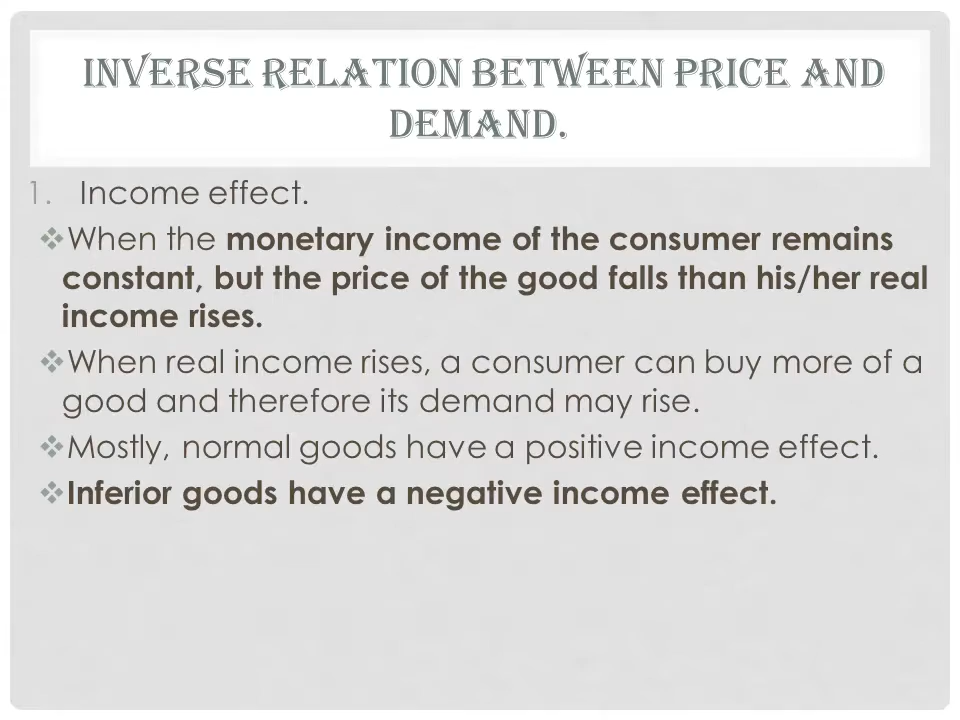 INVERSE RELATION BETWEEN PRICE AND
DEMAND.
1. Income effect.
❖When the monetary income of the consumer remains
constant, but the price of the good falls than his/her real
income rises.
❖When real income rises, a consumer can buy more of a
good and therefore its demand may rise.
❖Mostly, normal goods have a positive income effect.
❖Inferior goods have a negative income effect.